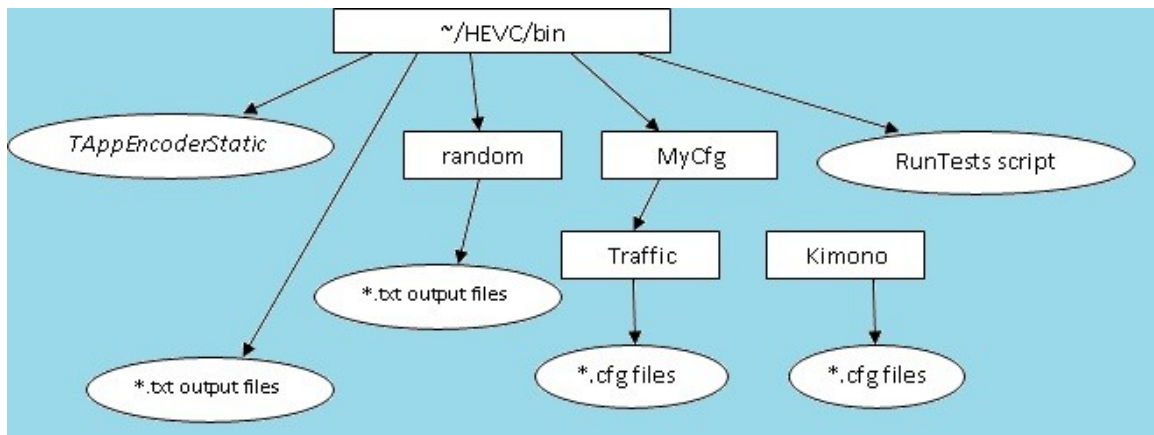 ~/HEVC/bin
TAppEncoderStatic
random
MyCfg
RunTests script
Traffic
Kimono
*.txt output files
*.txt output files
*.cfg files
*.cfg files